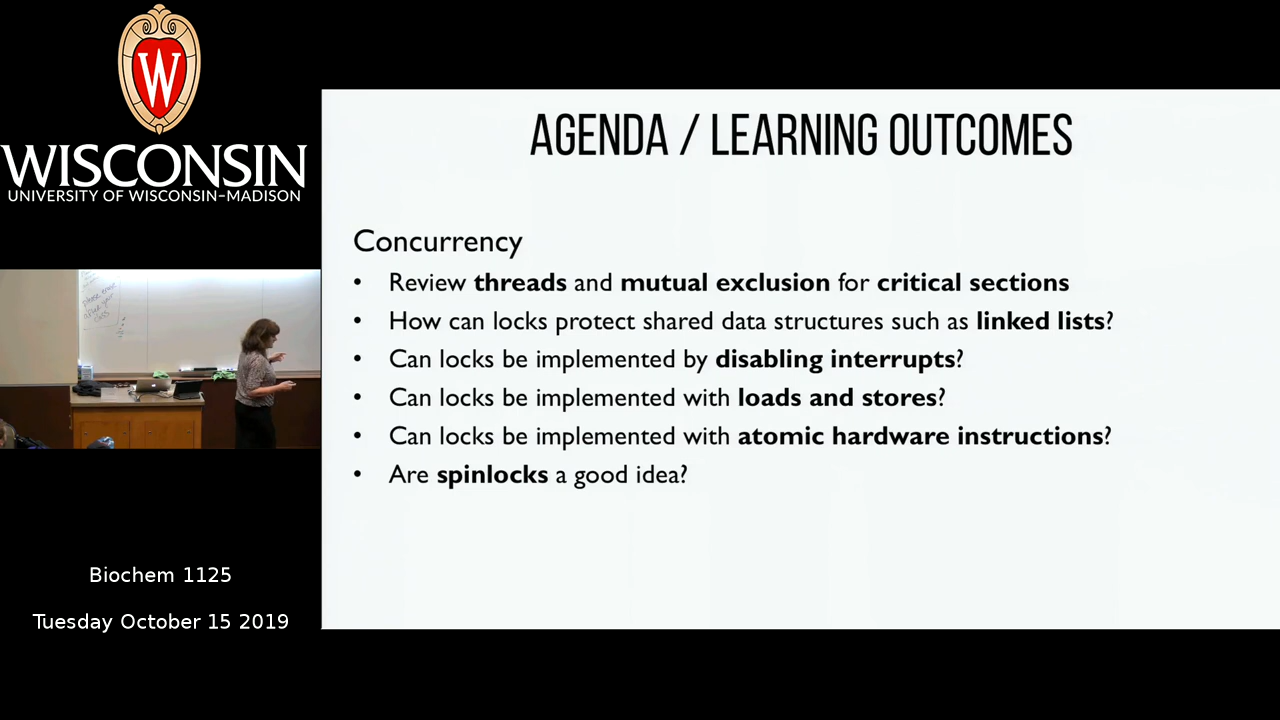 W
WISCONSIN
UNIVERSITY OF WISCONSIN–MADISON
Biochem 1125
Tuesday October 15 2019
AGENDA / LEARNING OUTCOMES
Concurrency
• Review threads and mutual exclusion for critical sections
• How can locks protect shared data structures such as linked lists?
• Can locks be implemented by disabling interrupts?
• Can locks be implemented with loads and stores?
• Can locks be implemented with atomic hardware instructions?
• Are spinlocks a good idea?